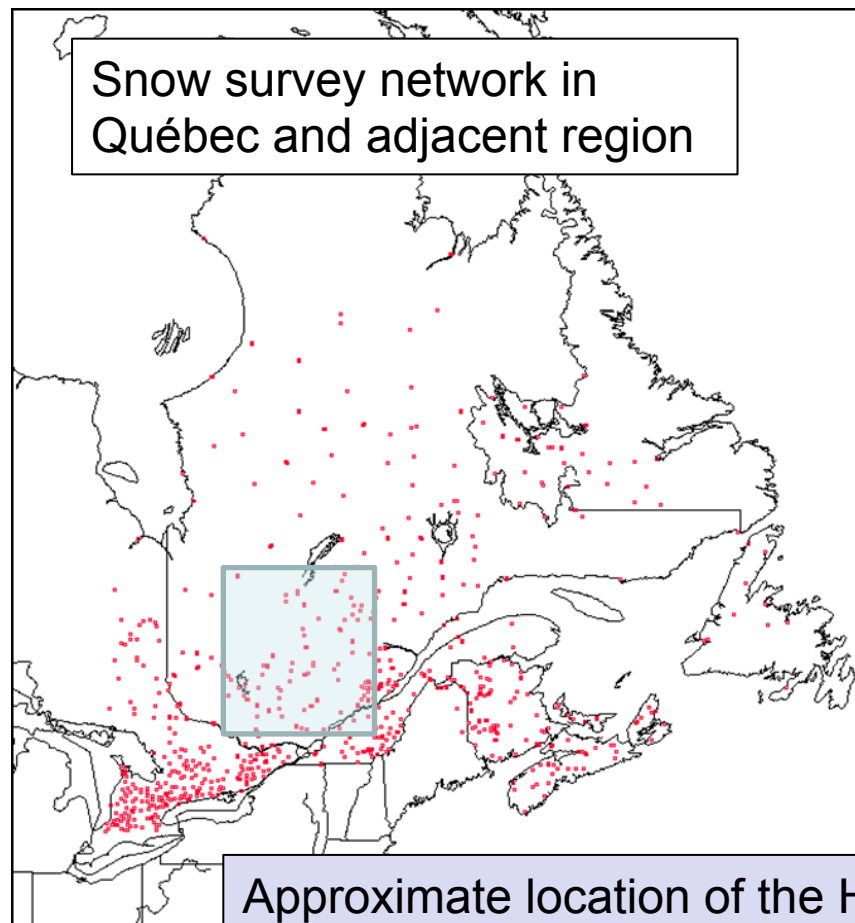 Snow survey network in
Québec and adjacent region
Approximate location of the H